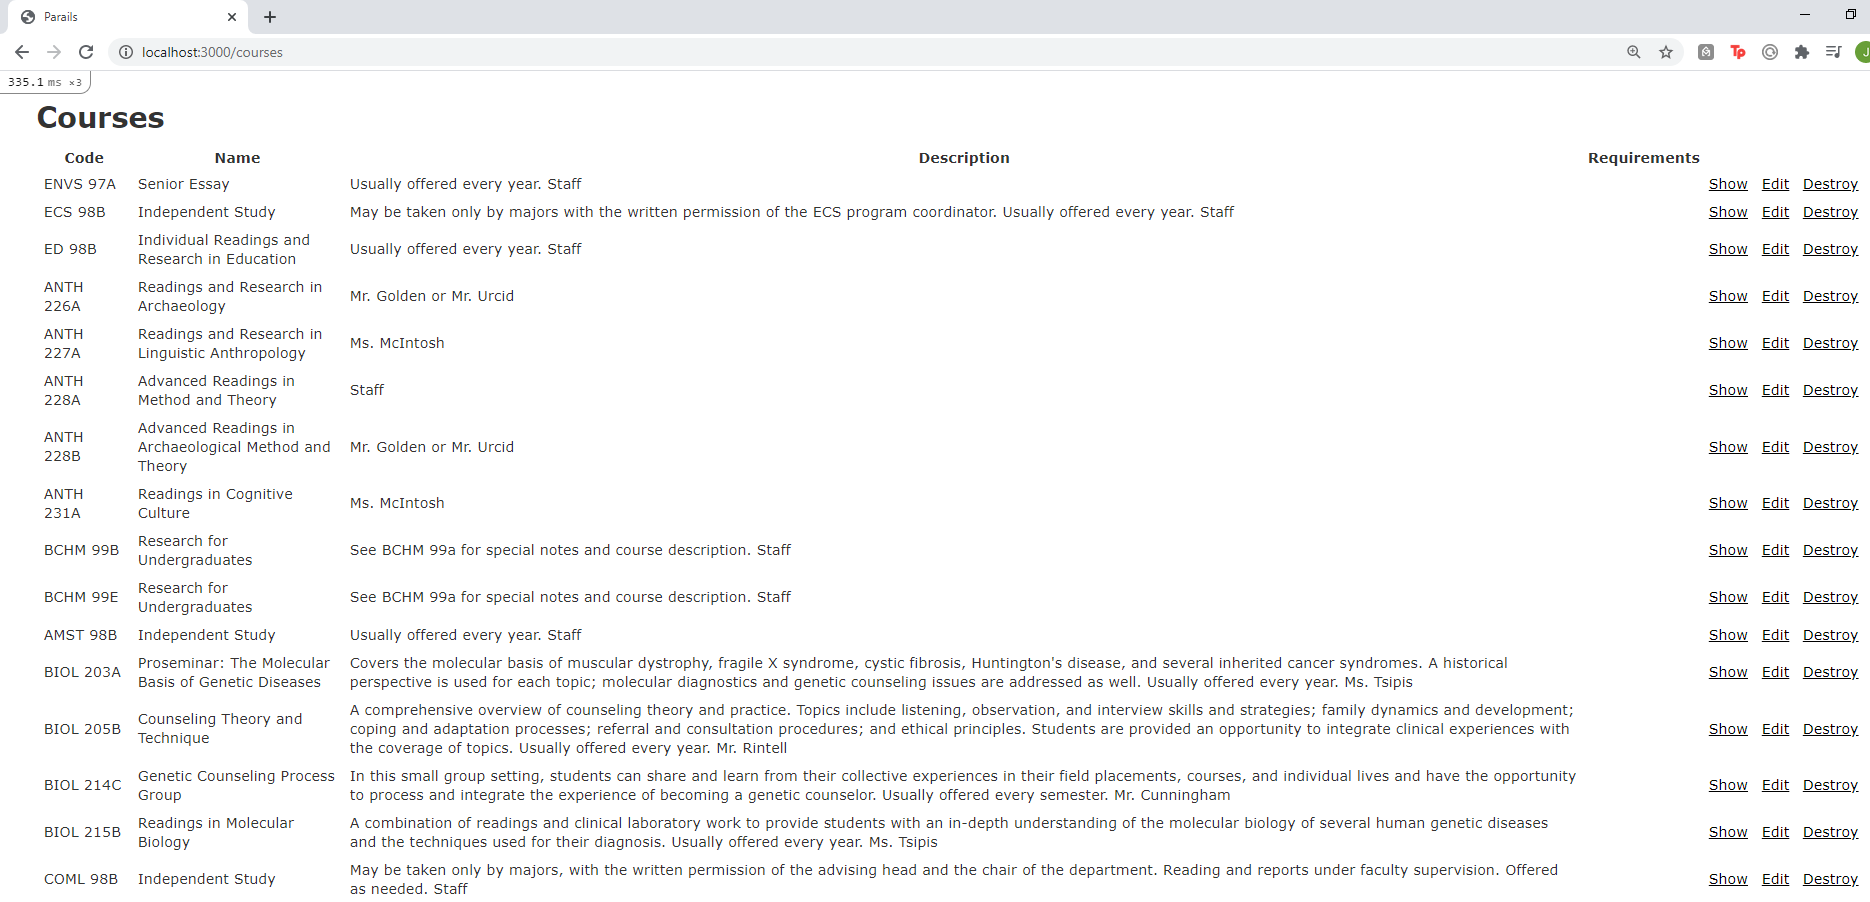 Parails
localhost:3000/courses
Tp
J
335.1 ms ×3
Courses
Code Name Description Requirements
ENVS 97A Senior Essay Usually offered every year. Staff Show Edit Destroy
ECS 98B Independent Study May be taken only by majors with the written permission of the ECS program coordinator. Usually offered every year. Staff Show Edit Destroy
ED 98B Individual Readings and
Research in Education Usually offered every year. Staff Show Edit Destroy
ANTH
226A Readings and Research in
Archaeology Mr. Golden or Mr. Urcid Show Edit Destroy
ANTH
227A Readings and Research in
Linguistic Anthropology Ms. McIntosh Show Edit Destroy
ANTH
228A Advanced Readings in
Method and Theory Staff Show Edit Destroy
ANTH
228B Advanced Readings in
Archaeological Method and
Theory Mr. Golden or Mr. Urcid Show Edit Destroy
ANTH
231A Readings in Cognitive
Culture Ms. McIntosh Show Edit Destroy
BCHM 99B Research for
Undergraduates See BCHM 99a for special notes and course description. Staff Show Edit Destroy
BCHM 99E Research for
Undergraduates See BCHM 99a for special notes and course description. Staff Show Edit Destroy
AMST 98B Independent Study Usually offered every year. Staff Show Edit Destroy
BIOL 203A Proseminar: The Molecular
Basis of Genetic Diseases Covers the molecular basis of muscular dystrophy, fragile X syndrome, cystic fibrosis, Huntington's disease, and several inherited cancer syndromes. A historical
perspective is used for each topic; molecular diagnostics and genetic counseling issues are addressed as well. Usually offered every year. Ms. Tsipis Show Edit Destroy
BIOL 205B Counseling Theory and
Technique A comprehensive overview of counseling theory and practice. Topics include listening, observation, and interview skills and strategies; family dynamics and development;
coping and adaptation processes; referral and consultation procedures; and ethical principles. Students are provided an opportunity to integrate clinical experiences with
the coverage of topics. Usually offered every year. Mr. Rintell Show Edit Destroy
BIOL 214C Genetic Counseling Process
Group In this small group setting, students can share and learn from their collective experiences in their field placements, courses, and individual lives and have the opportunity
to process and integrate the experience of becoming a genetic counselor. Usually offered every semester. Mr. Cunningham Show Edit Destroy
BIOL 215B Readings in Molecular
Biology A combination of readings and clinical laboratory work to provide students with an in-depth understanding of the molecular biology of several human genetic diseases
and the techniques used for their diagnosis. Usually offered every year. Ms. Tsipis Show Edit Destroy
COML 98B Independent Study May be taken only by majors, with the written permission of the advising head and the chair of the department. Reading and reports under faculty supervision. Offered
as needed. Staff Show Edit Destroy